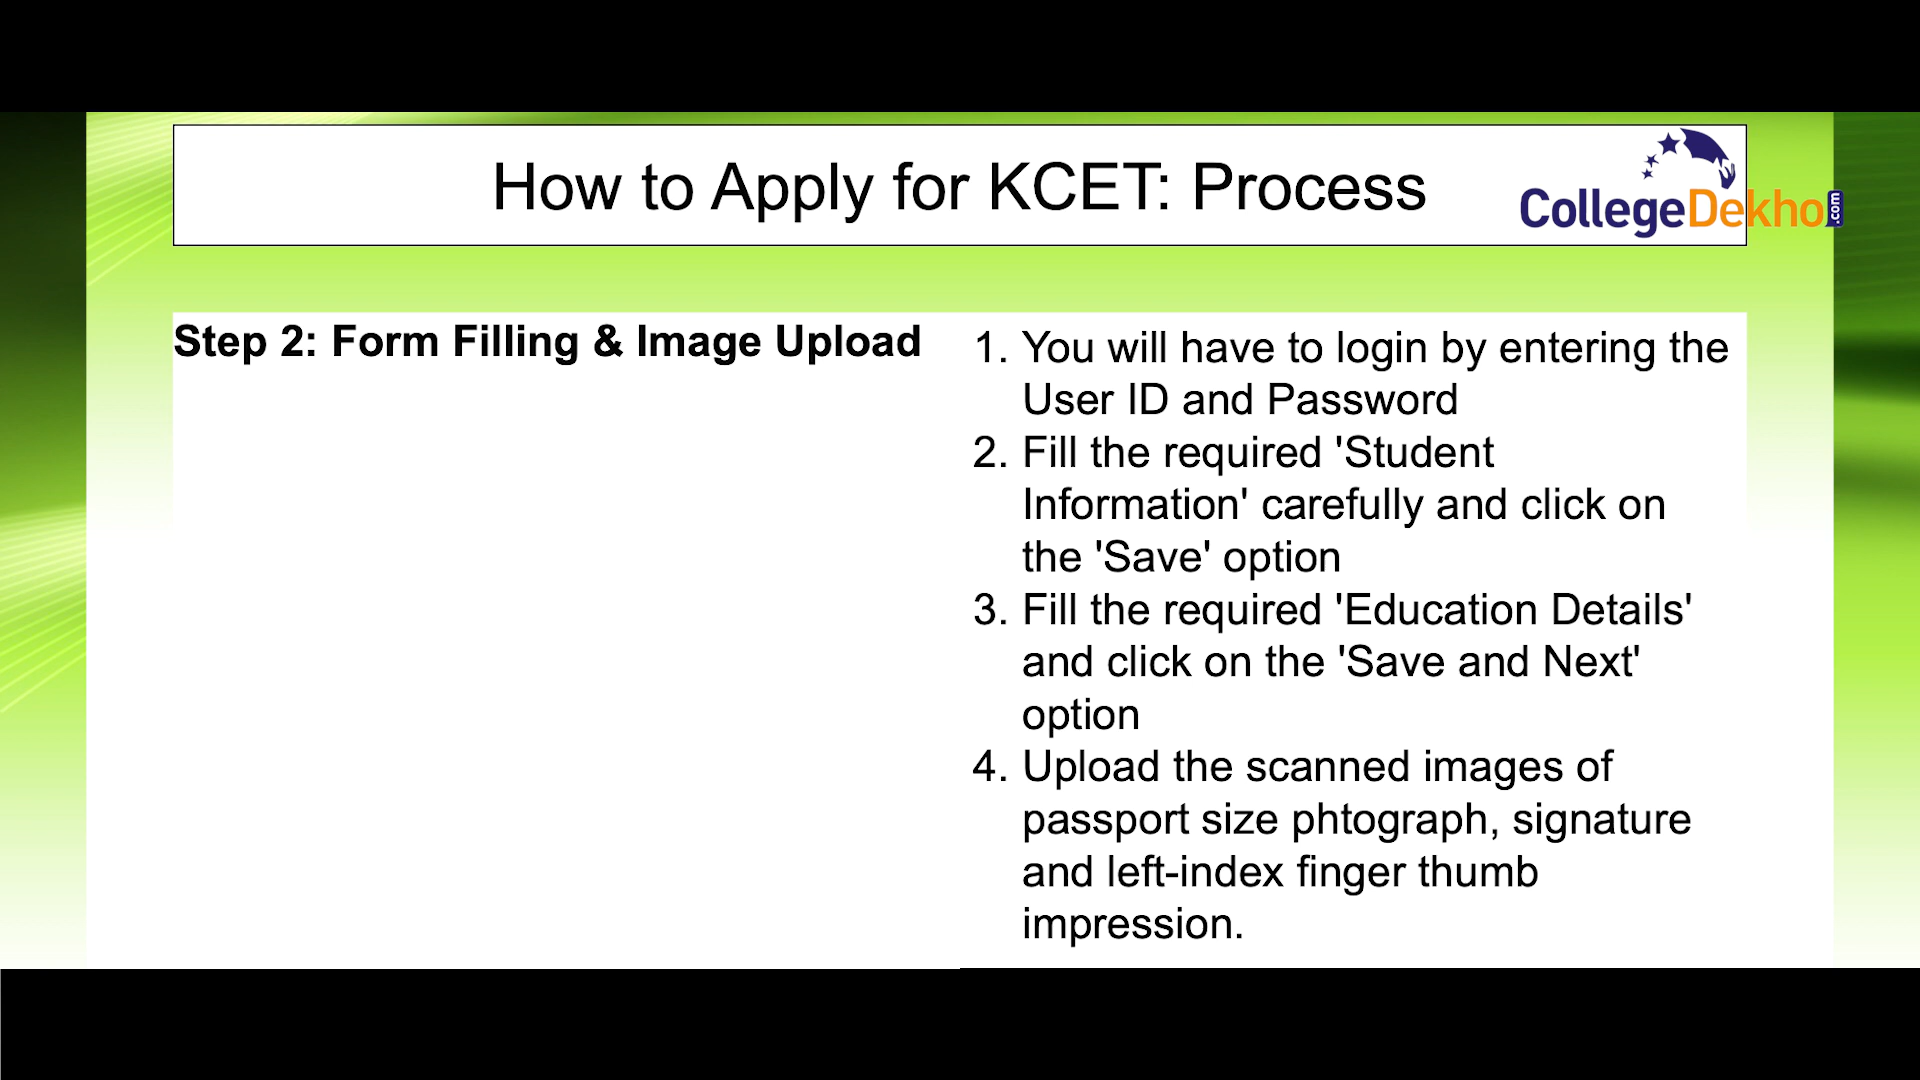 How to Apply for KCET: Process
CollegeDekho.com
Step 2: Form Filling & Image Upload
1. You will have to login by entering the
User ID and Password
2. Fill the required 'Student
Information' carefully and click on
the 'Save' option
3. Fill the required 'Education Details'
and click on the 'Save and Next'
option
4. Upload the scanned images of
passport size phtograph, signature
and left-index finger thumb
impression.